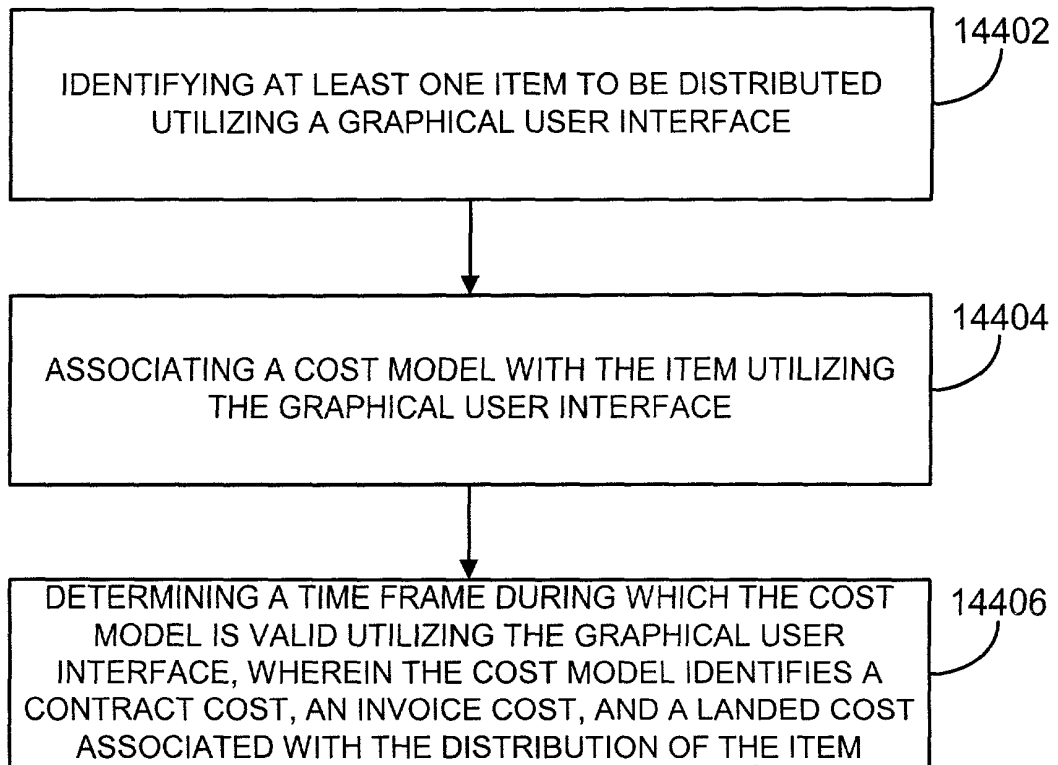 14402
IDENTIFYING AT LEAST ONE ITEM TO BE DISTRIBUTED
UTILIZING A GRAPHICAL USER INTERFACE
14404
ASSOCIATING A COST MODEL WITH THE ITEM UTILIZING
THE GRAPHICAL USER INTERFACE
14406
DETERMINING A TIME FRAME DURING WHICH THE COST
MODEL IS VALID UTILIZING THE GRAPHICAL USER
INTERFACE, WHEREIN THE COST MODEL IDENTIFIES A
CONTRACT COST, AN INVOICE COST, AND A LANDED COST
ASSOCIATED WITH THE DISTRIBUTION OF THE ITEM